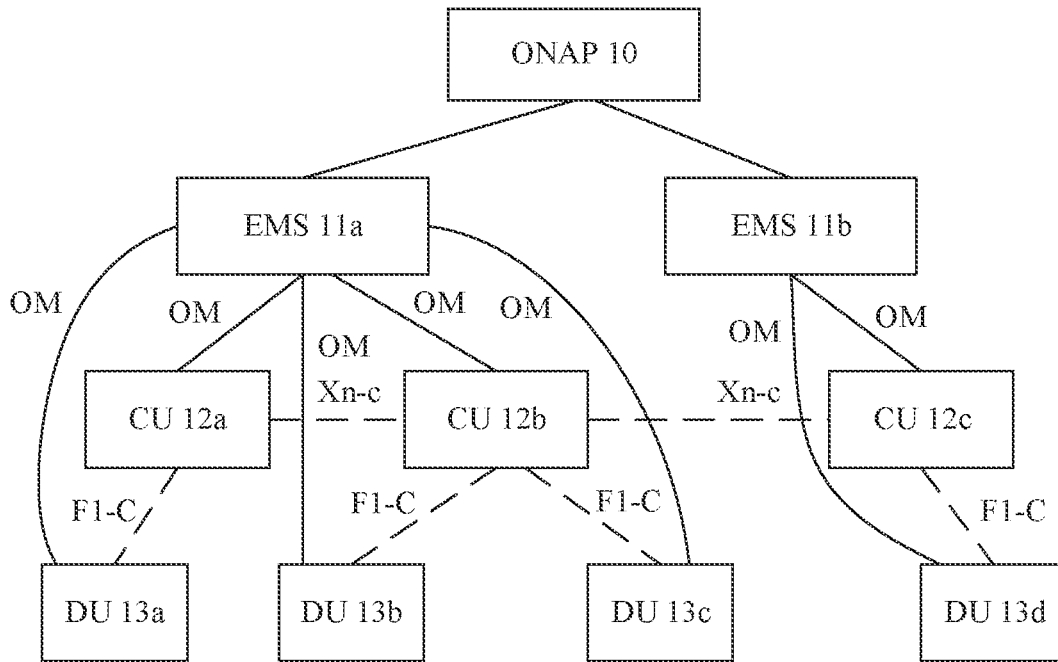 ONAP 10
EMS 11a
EMS 11b
OM
OM
OM
OM
OM
OM
OM
CU 12a
Xn-c
CU 12b
Xn-c
CU 12c
F1-C
F1-C
F1-C
F1-C
DU 13a
DU 13b
DU 13c
DU 13d